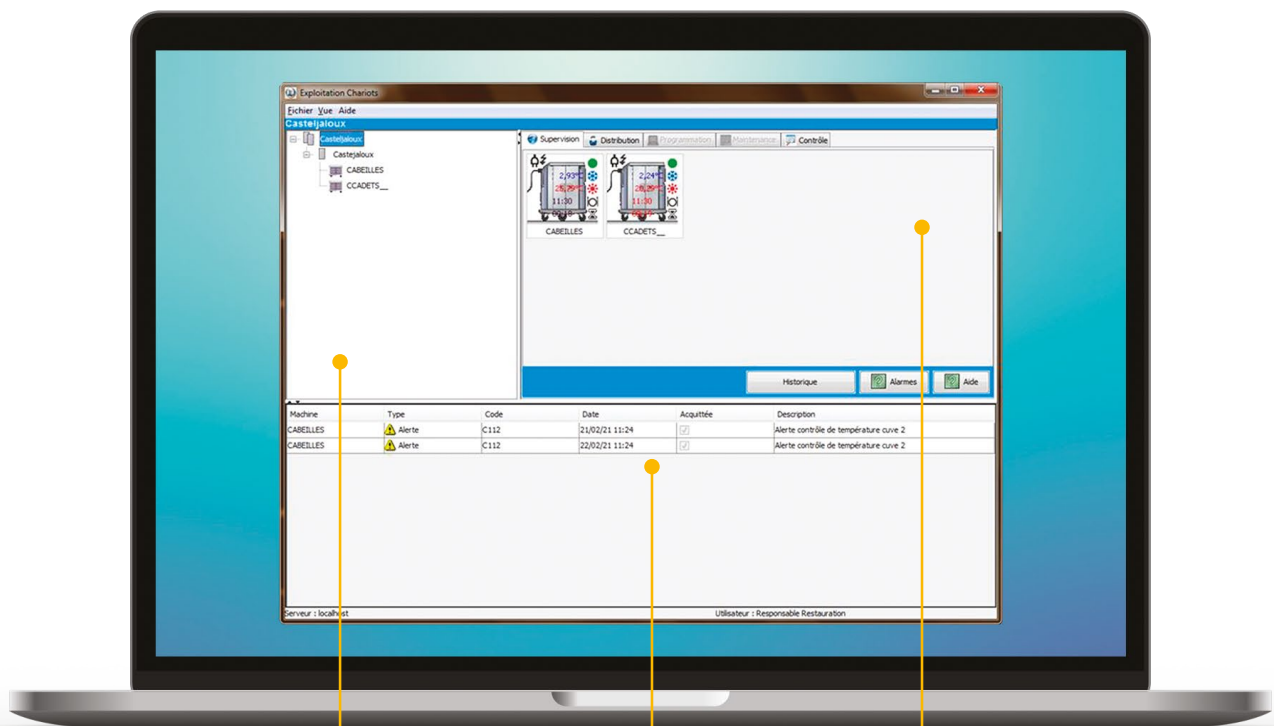 Exploitation Chariots
Fichier Vue Aide
Casteljaloux
Casteljaloux
Castejaloux
CABEILLES
CCADETS__
Supervision Distribution Programmation Maintenance Contrôle
2,93°C
11:30
CABEILLES
2,24°C
11:30
CCADETS__
Historique Alarmes Aide
Machine Type Code Date Acquittée Description
CABEILLES Alerte C112 21/02/21 11:24 Alerte contrôle de température cuve 2
CABEILLES Alerte C112 22/02/21 11:24 Alerte contrôle de température cuve 2
Serveur : localhost Utilisateur : Responsable Restauration